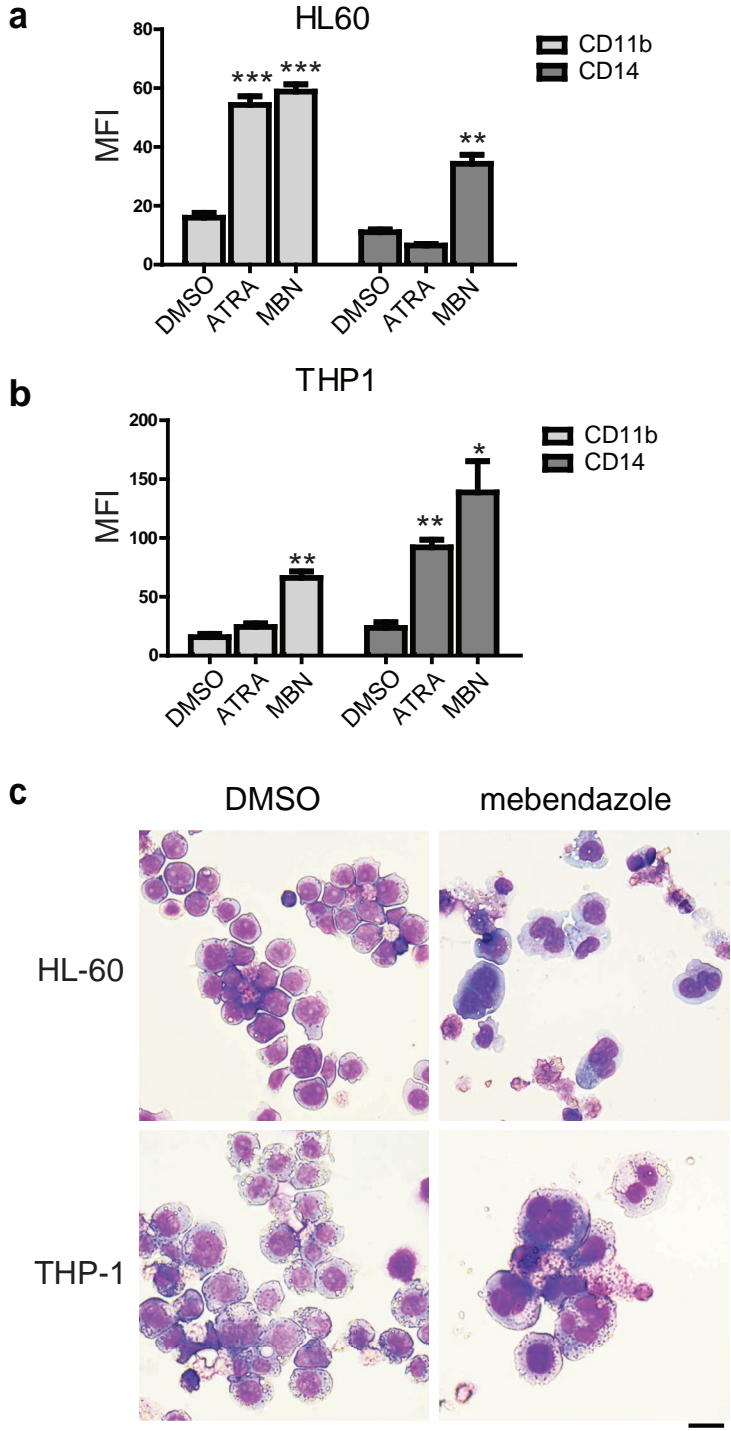 a
HL60
CD11b
CD14
MFI
80
60
40
20
0
*** ***
**
DMSO ATRA MBN DMSO ATRA MBN
b
THP1
CD11b
CD14
MFI
200
150
100
50
0
**
**
*
DMSO ATRA MBN DMSO ATRA MBN
c
DMSO mebendazole
HL-60
THP-1